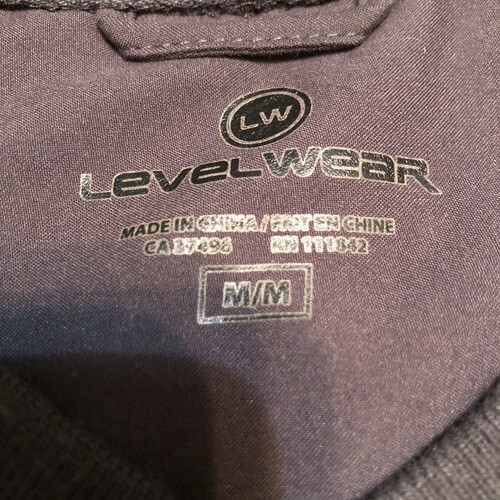 LW
LEVELWEAR
MADE IN CHINA / FAIT EN CHINE
CA 37496 RN 111842
M/M